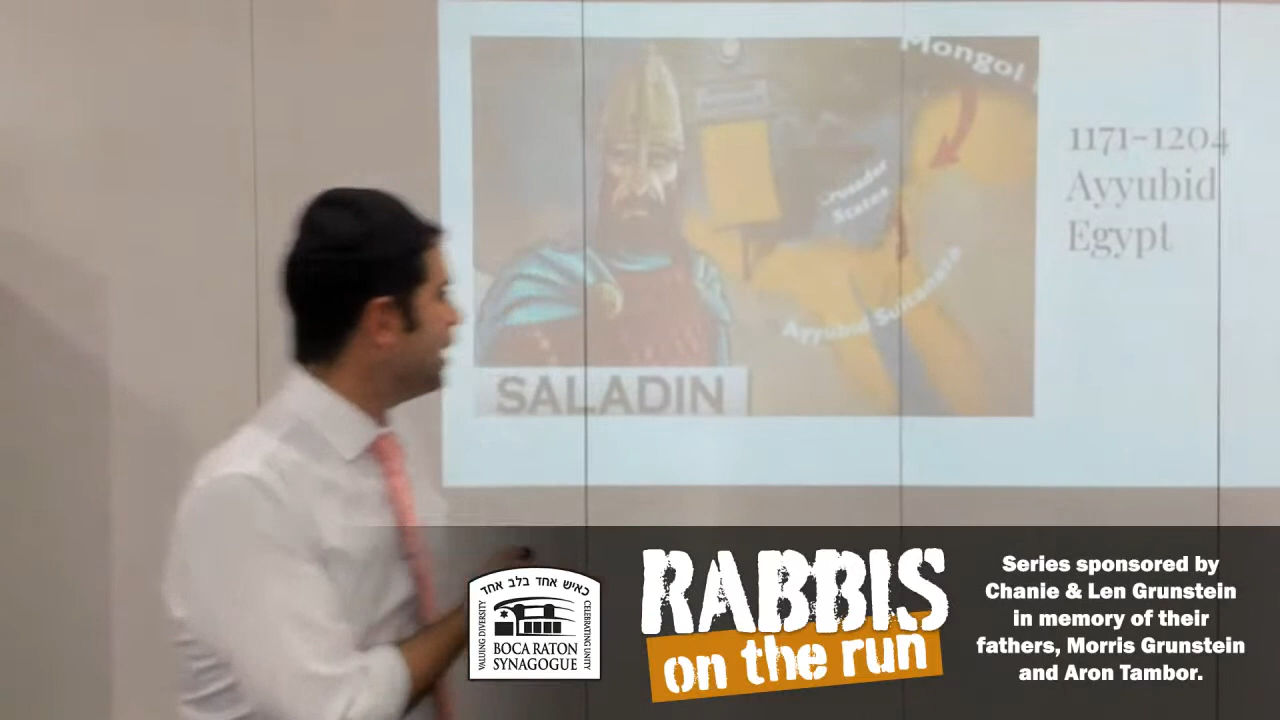 Mongol
1171-1204
Ayyubid
Egypt
Crusader
States
Ayyubid Sultanate
SALADIN
כאיש אחד בלב אחד
VALUING DIVERSITY
CELEBRATING UNITY
BOCA RATON
SYNAGOGUE
RABBIS
on the run
Series sponsored by
Chanie & Len Grunstein
in memory of their
fathers, Morris Grunstein
and Aron Tambor.